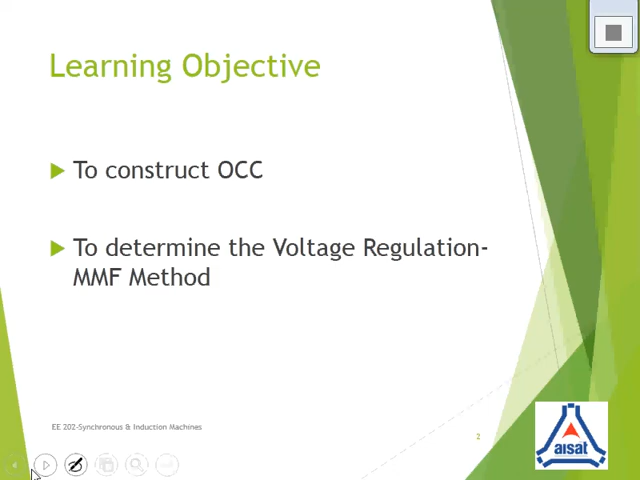 Learning Objective
To construct OCC
To determine the Voltage Regulation-
MMF Method
EE 202-Synchronous & Induction Machines
2
aisat